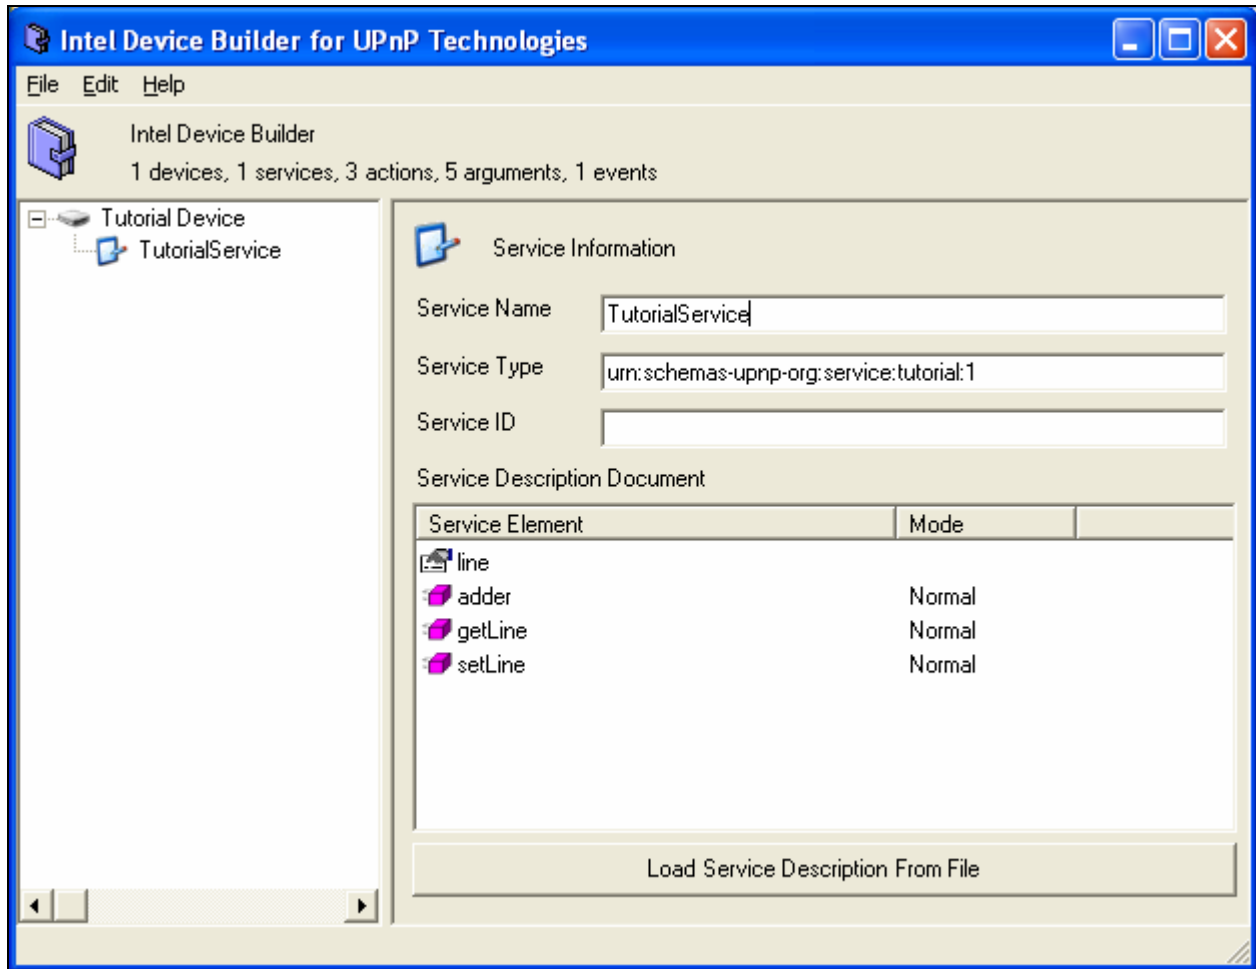 Intel Device Builder for UPnP Technologies
File Edit Help
Intel Device Builder
1 devices, 1 services, 3 actions, 5 arguments, 1 events
Tutorial Device
TutorialService
Service Information
Service Name TutorialService
Service Type urn:schemas-upnp-org:service:tutorial:1
Service ID
Service Description Document
Service Element Mode
line
adder Normal
getLine Normal
setLine Normal
Load Service Description From File